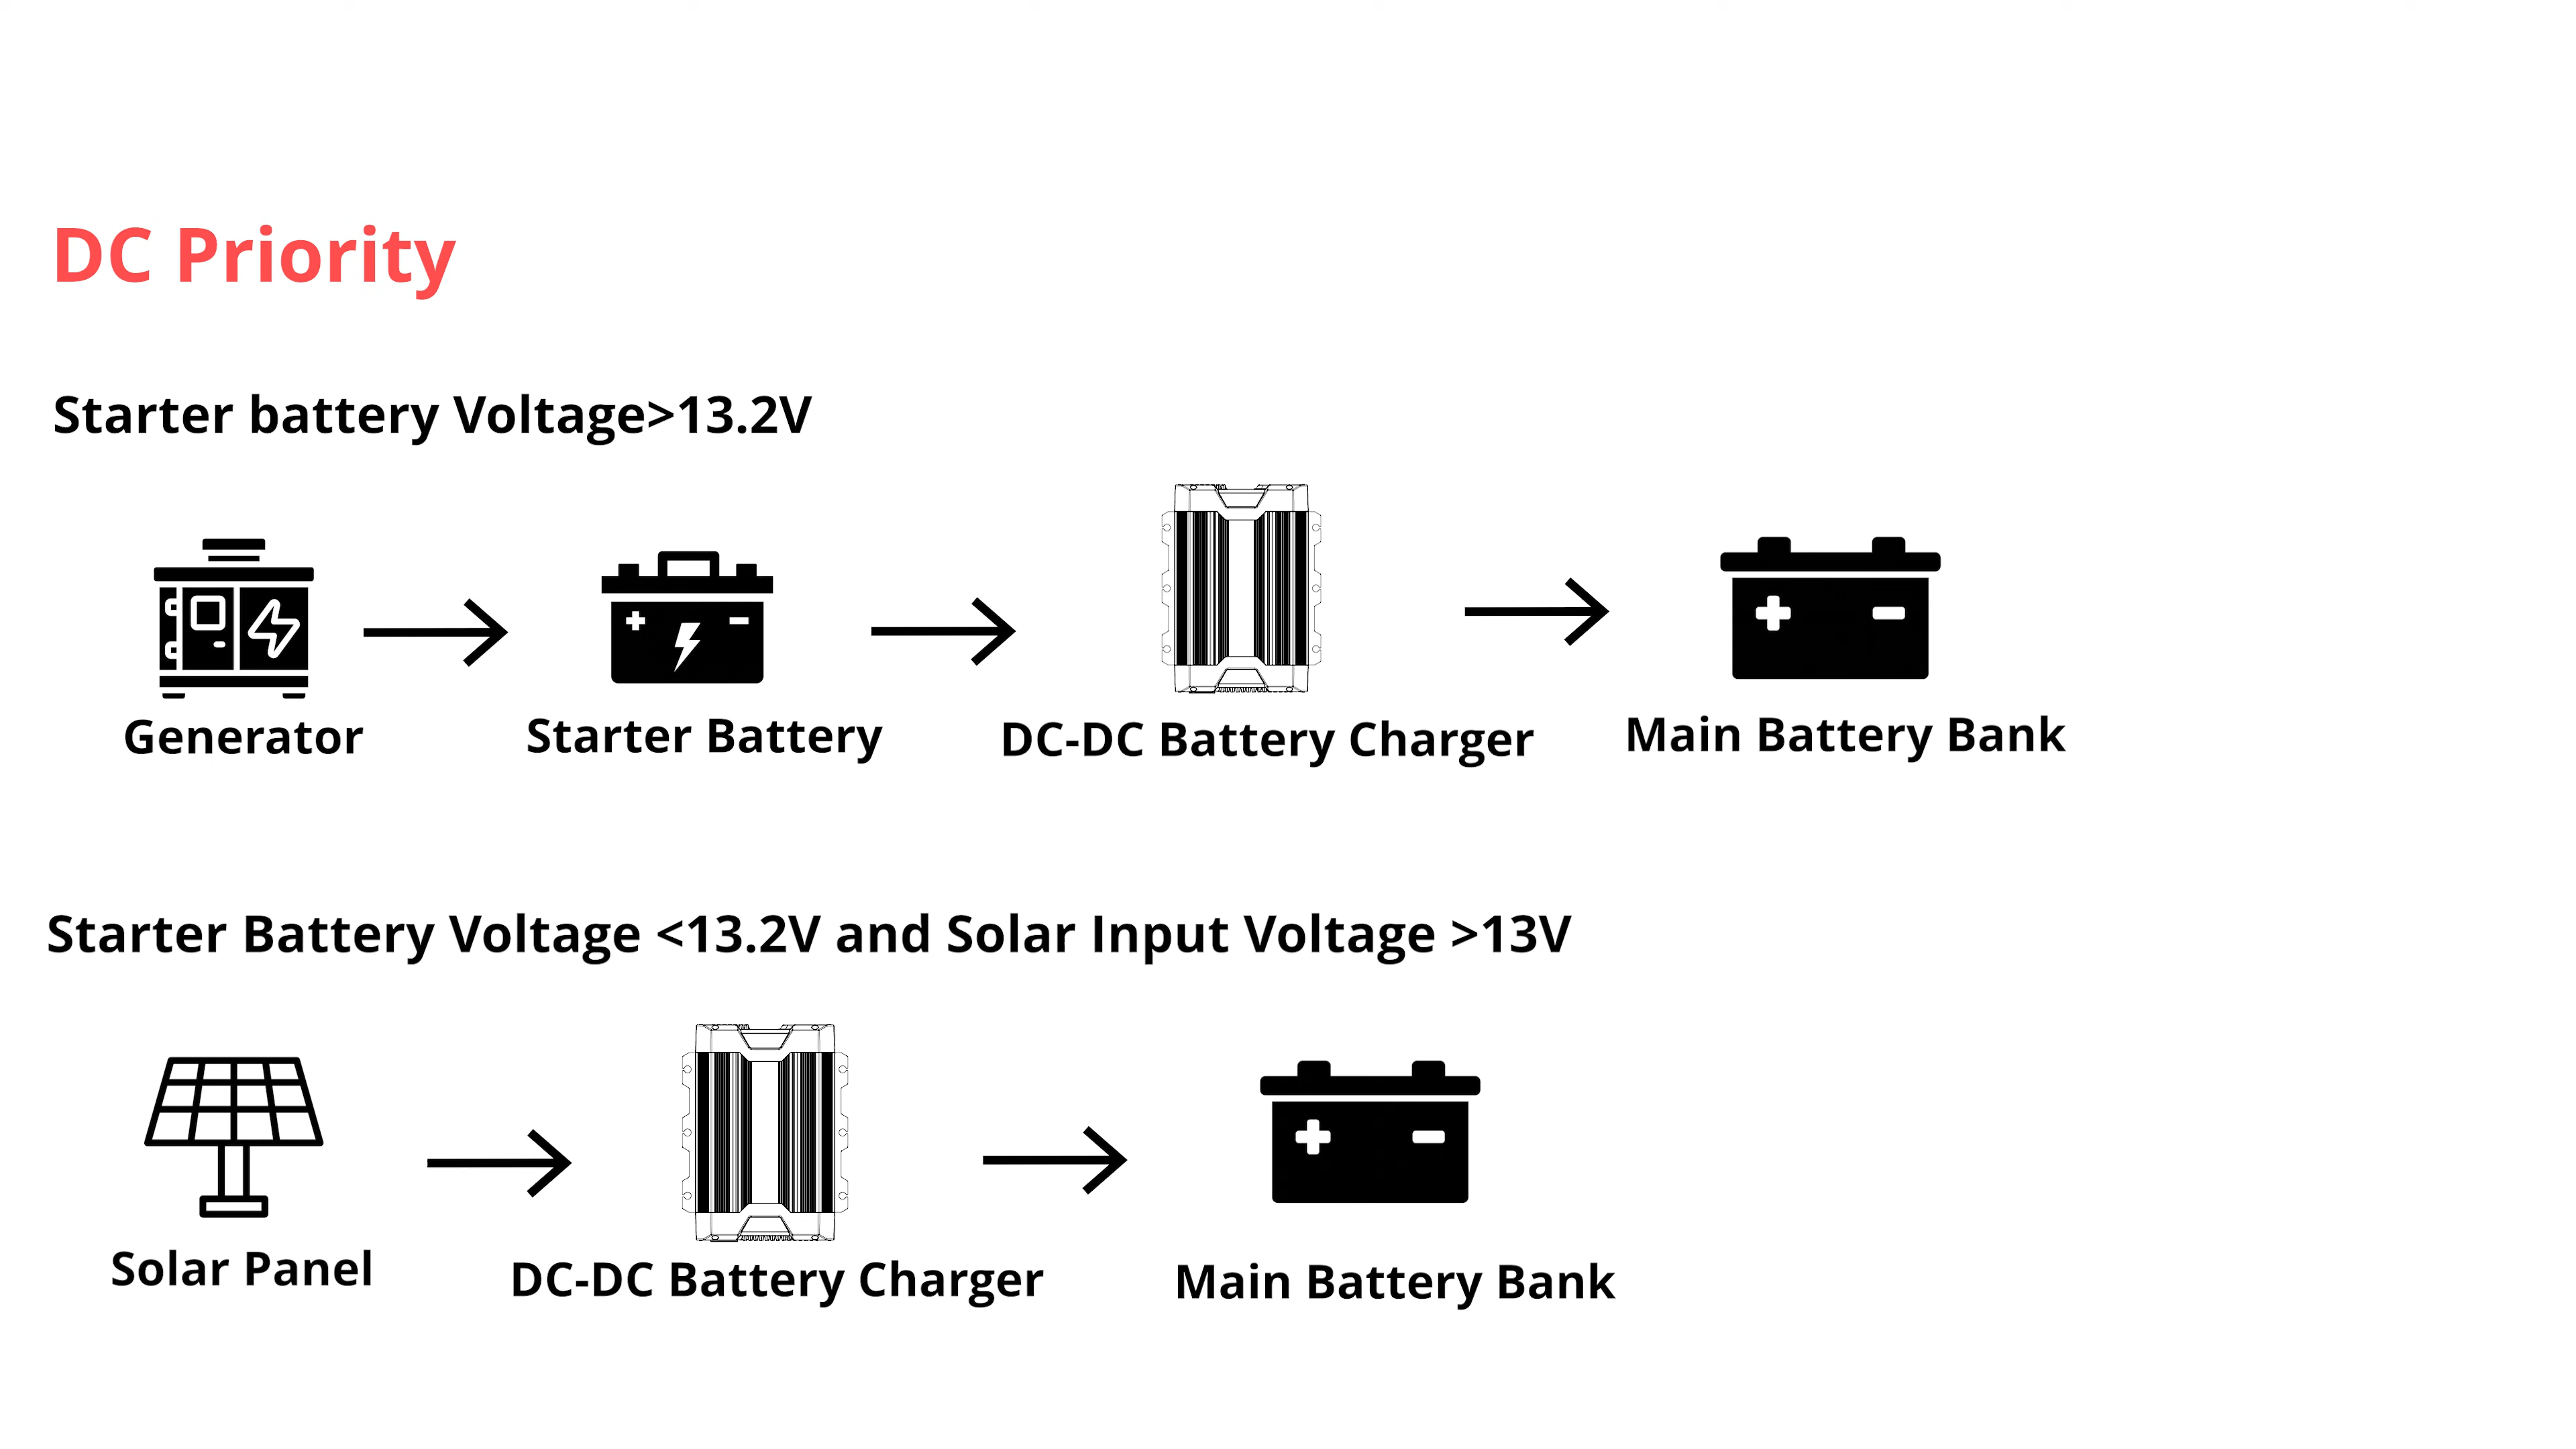 DC Priority
Starter battery Voltage>13.2V
Generator
Starter Battery
DC-DC Battery Charger
Main Battery Bank
Starter Battery Voltage <13.2V and Solar Input Voltage >13V
Solar Panel
DC-DC Battery Charger
Main Battery Bank